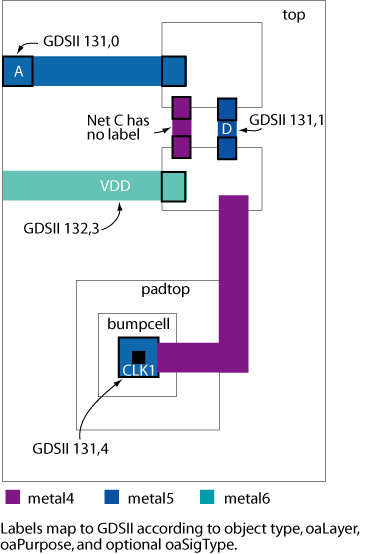 top
GDSII 131,0
A
Net C has
no label
D
GDSII 131,1
VDD
GDSII 132,3
padtop
bumpcell
CLK1
GDSII 131,4
metal4 metal5 metal6
Labels map to GDSII according to object type, oaLayer,
oaPurpose, and optional oaSigType.